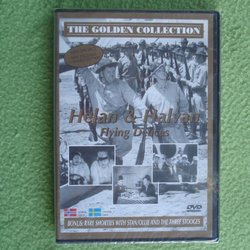 THE GOLDEN COLLECTION
Helan & Halvan
Flying Deuces
DVD
BONUS: RARE SHORTIES WITH STAN/OLLIE AND THE THREE STOOGES